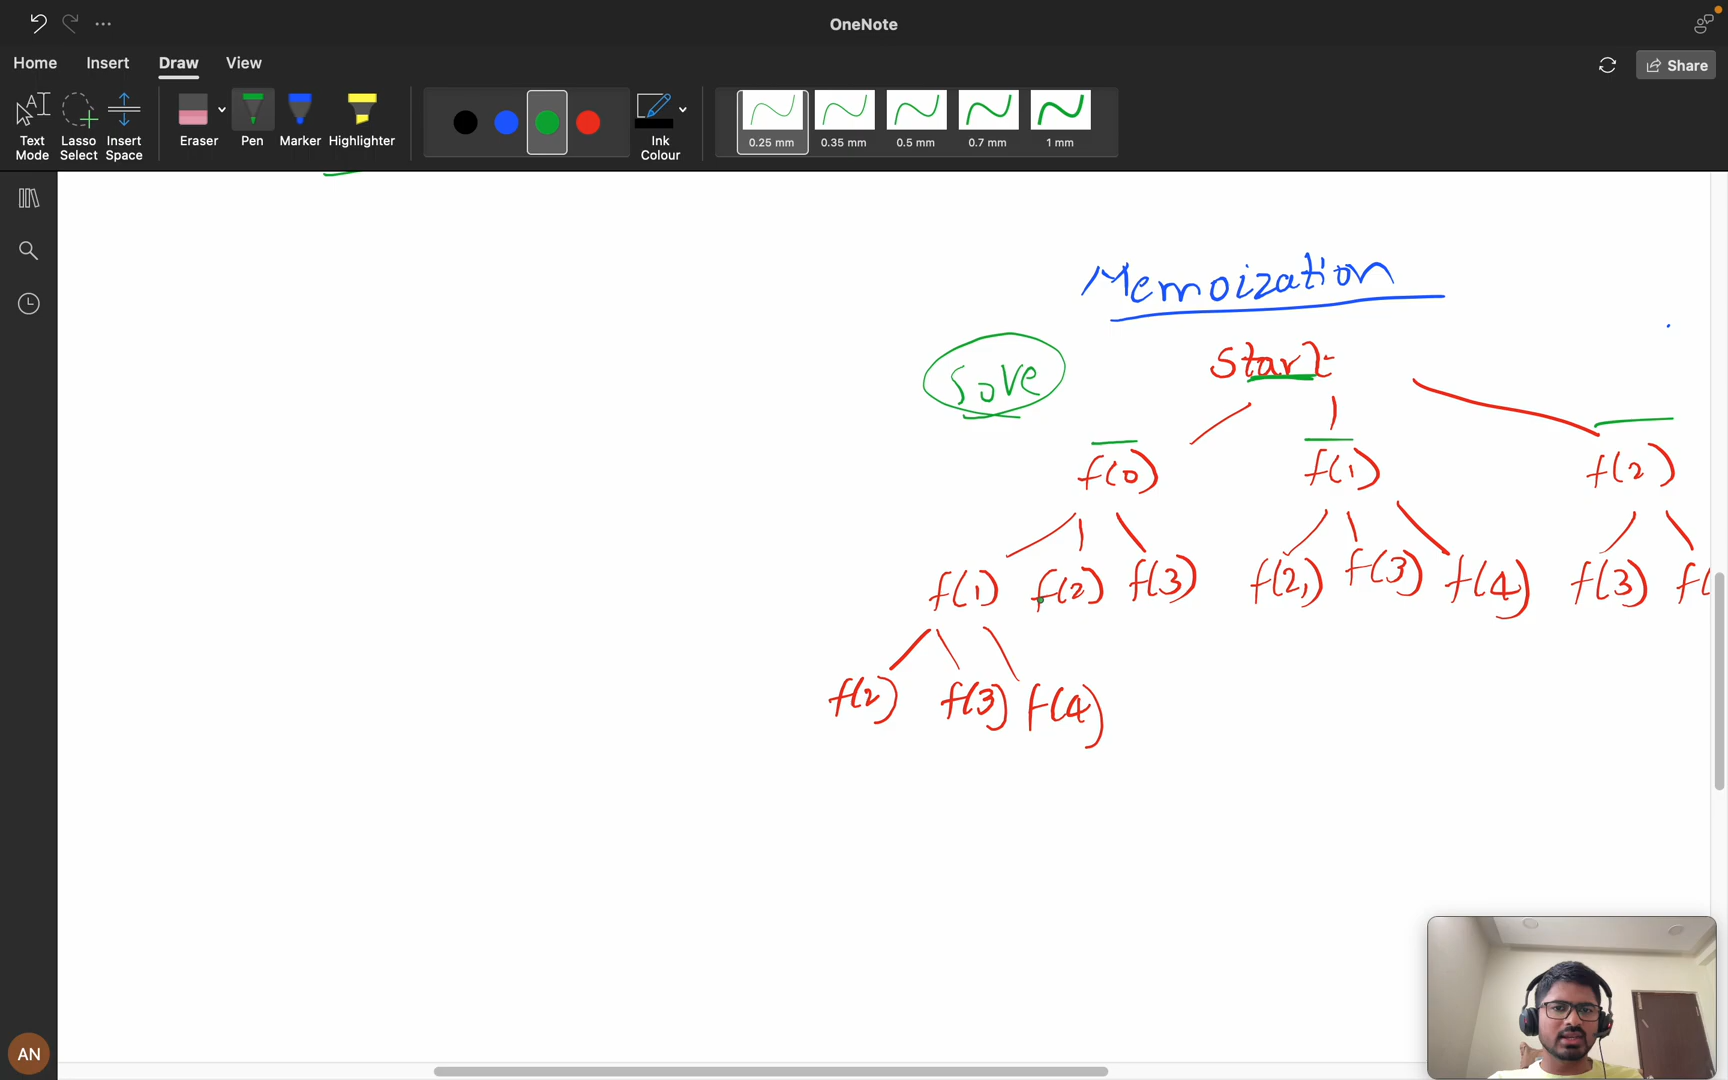 OneNote
Home Insert Draw View
Share
Text Mode
Lasso Select
Insert Space
Eraser
Pen
Marker
Highlighter
Ink Colour
0.25 mm 0.35 mm 0.5 mm 0.7 mm 1 mm
Memoization
Solve
Start
f(0) f(1) f(2)
f(1) f(2) f(3) f(2,) f(3) f(4) f(3) f(
f(2) f(3) f(4)
AN